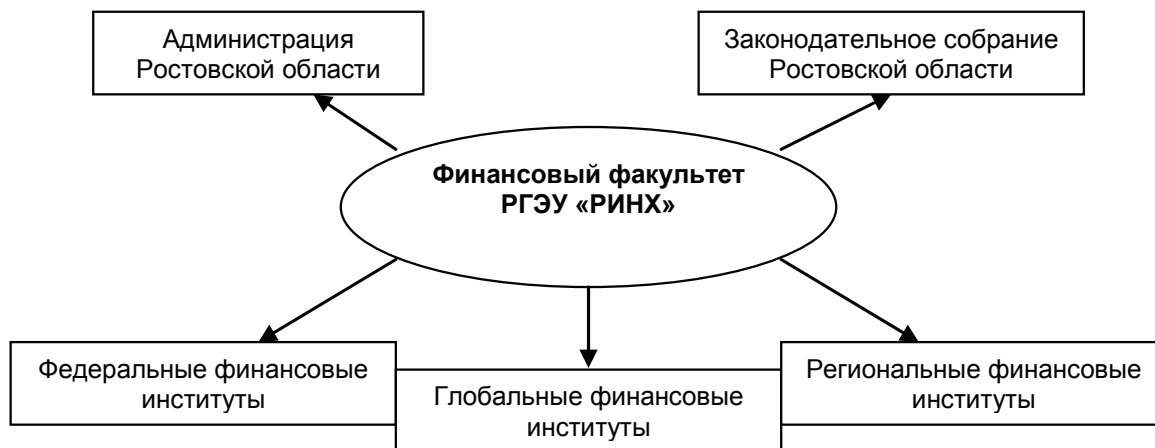 Администрация
Ростовской области
Законодательное собрание
Ростовской области
Финансовый факультет
РГЭУ «РИНХ»
Федеральные финансовые
институты
Глобальные финансовые
институты
Региональные финансовые
институты